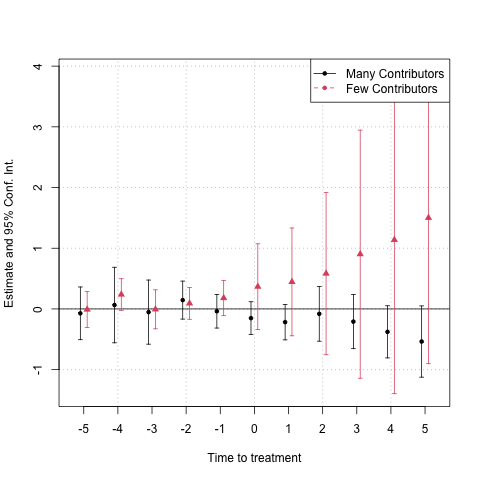 Many Contributors
Few Contributors
Estimate and 95% Conf. Int.
4
3
2
1
0
-1
-5 -4 -3 -2 -1 0 1 2 3 4 5
Time to treatment